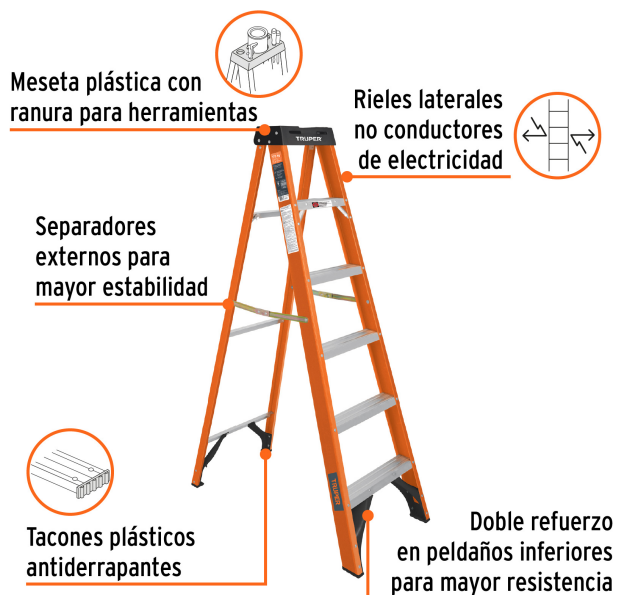 Meseta plástica con
ranura para herramientas
Rieles laterales
no conductores
de electricidad
TRUPER
Separadores
externos para
mayor estabilidad
TRUPER
Tacones plásticos
antiderrapantes
Doble refuerzo
en peldaños inferiores
para mayor resistencia